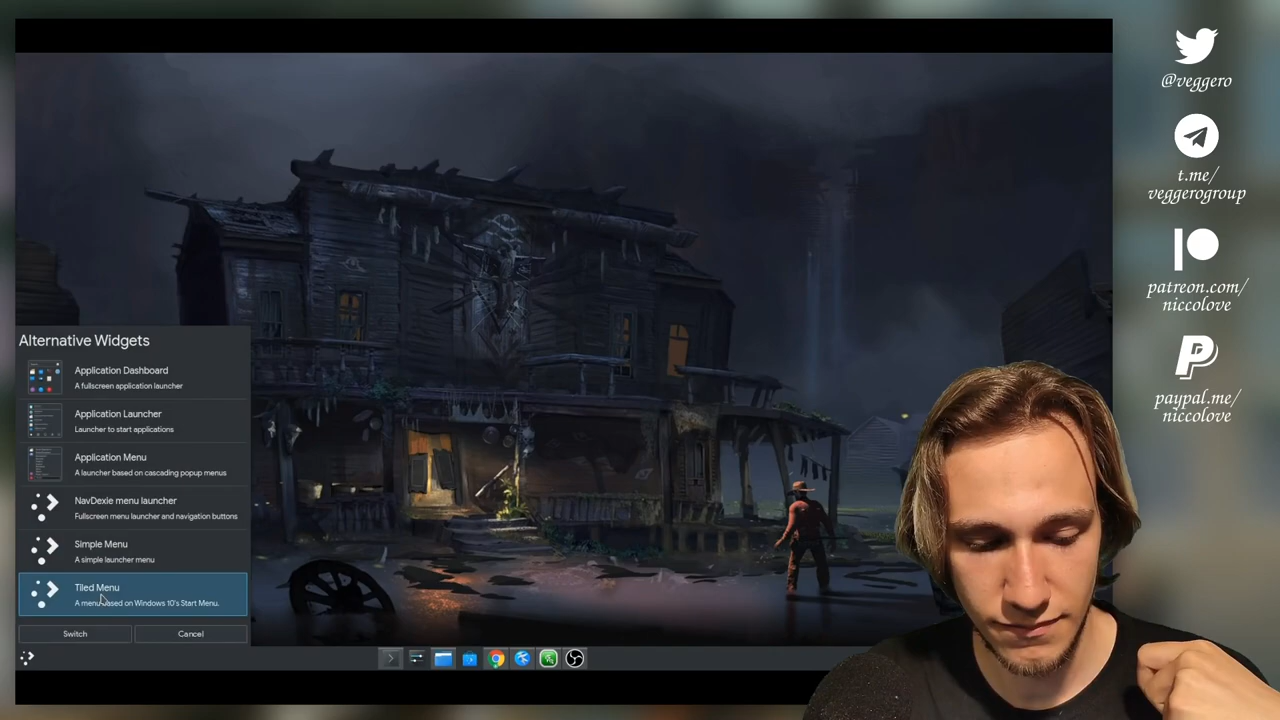 Alternative Widgets
Application Dashboard
A fullscreen application launcher
Application Launcher
Launcher to start applications
Application Menu
A launcher based on cascading popup menus
NavDexie menu launcher
Fullscreen menu launcher and navigation buttons
Simple Menu
A simple launcher menu
Tiled Menu
A menu based on Windows 10's Start Menu.
Switch
Cancel
@veggero
t.me/
veggerogroup
patreon.com/
niccolove
paypal.me/
niccolove